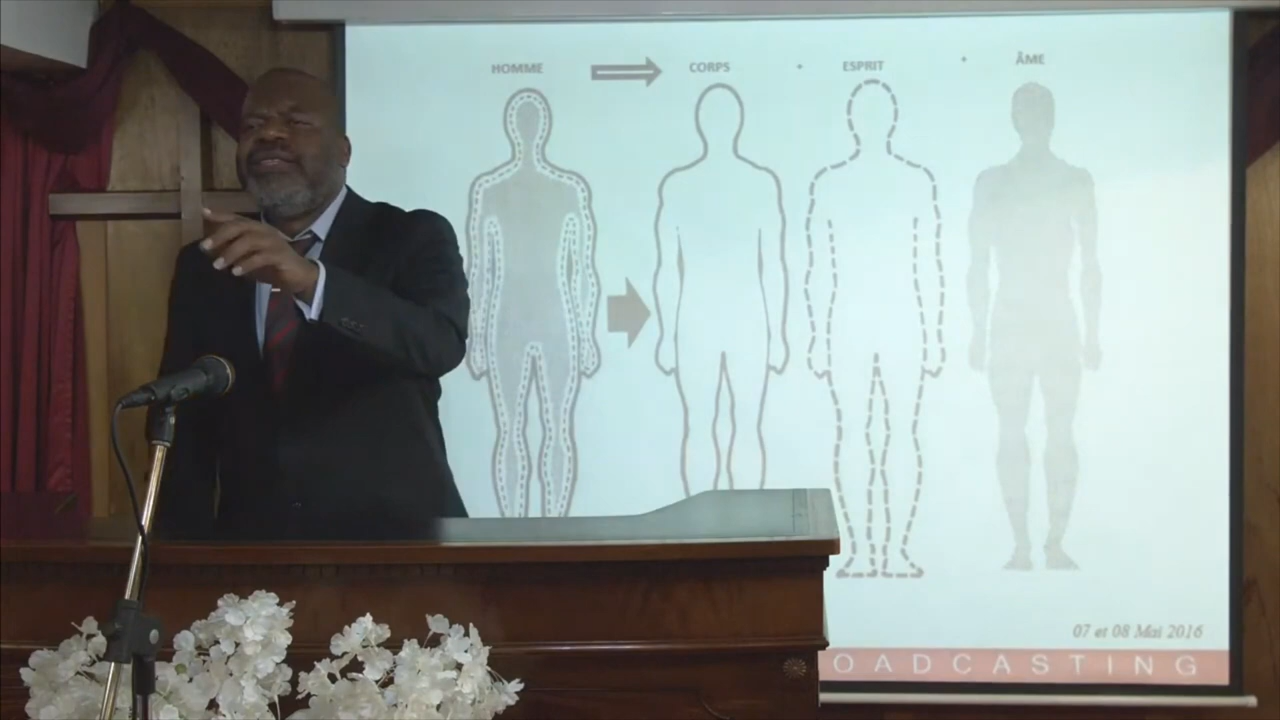 HOMME CORPS • ESPRIT • ÂME
07 et 08 Mai 2016
OADCASTING